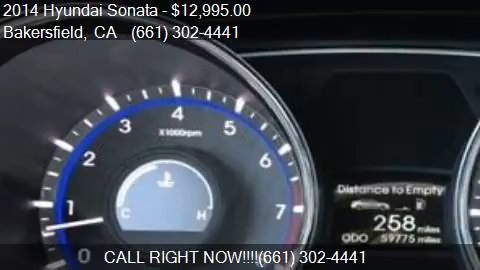 2014 Hyundai Sonata - $12,995.00
Bakersfield, CA (661) 302-4441
4
3
5
x1000rpm
2
6
Distance to Empty
C
H
258 miles
1
7
0
ODO 59775 miles
CALL RIGHT NOW!!!!(661) 302-4441